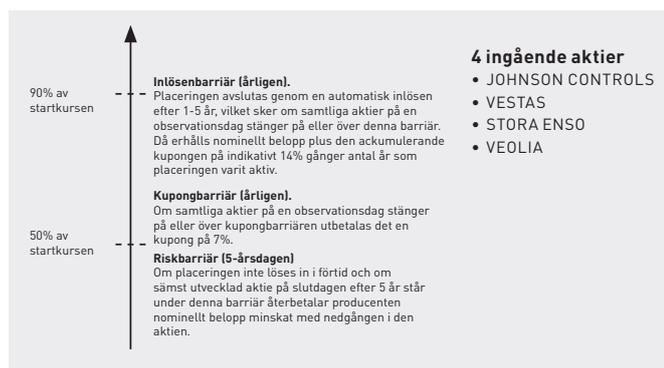 90% av
startkursen
Inlösenbarriär (årligen).
Placeringen avslutas genom en automatisk inlösen
efter 1-5 år, vilket sker om samtliga aktier på en
observationsdag stänger på eller över denna barriär.
Då erhålls nominellt belopp plus den ackumulerande
kupongen på indikativt 14% gånger antal år som
placeringen varit aktiv.
Kupongbarriär (årligen).
Om samtliga aktier på en observationsdag stänger
på eller över kupongbarriären utbetalas det en
kupong på 7%.
50% av
startkursen
Riskbarriär (5-årsdagen)
Om placeringen inte löses in i förtid och om
sämst utvecklad aktie på slutdagen efter 5 år står
under denna barriär återbetalar producenten
nominellt belopp minskat med nedgången i den
aktien.
4 ingående aktier
• JOHNSON CONTROLS
• VESTAS
• STORA ENSO
• VEOLIA